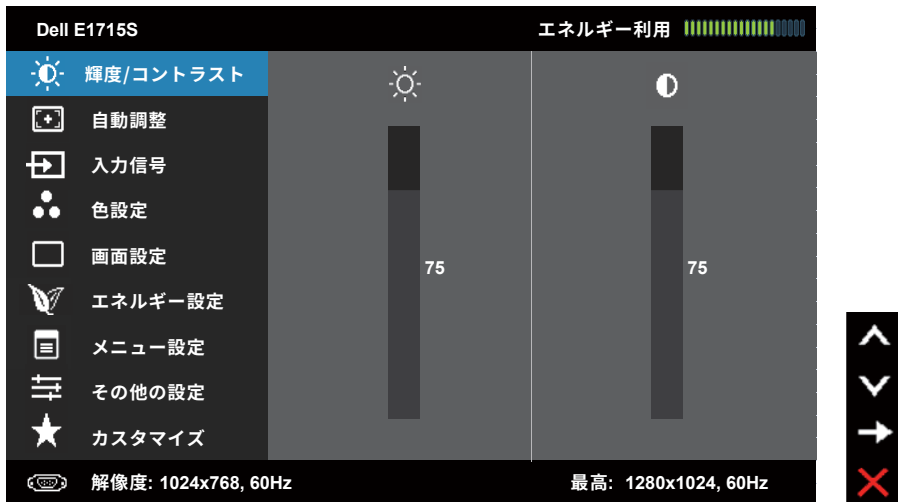 Dell E1715S
エネルギー利用
輝度/コントラスト
自動調整
入力信号
色設定
画面設定
エネルギー設定
メニュー設定
その他の設定
カスタマイズ
75
75
解像度: 1024x768, 60Hz
最高: 1280x1024, 60Hz